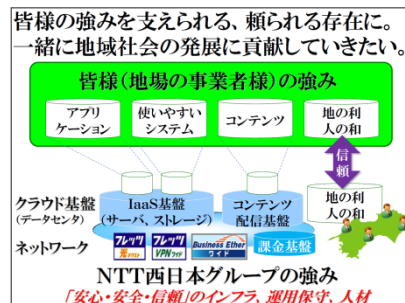 皆様の強みを支えられる、頼られる存在に。
一緒に地域社会の発展に貢献していきたい。
皆様(地場の事業者様)の強み
アプリ
ケーション
使いやすい
システム
コンテンツ
地の利
人の和
信頼
クラウド基盤
(データセンタ)
IaaS基盤
(サーバ、ストレージ)
コンテンツ
配信基盤
地の利
人の和
ネットワーク
フレッツ
光ネクスト
フレッツ
VPNワイド
Business Ether
ワイド
課金基盤
NTT西日本グループの強み
「安心・安全・信頼」のインフラ、運用保守、人材